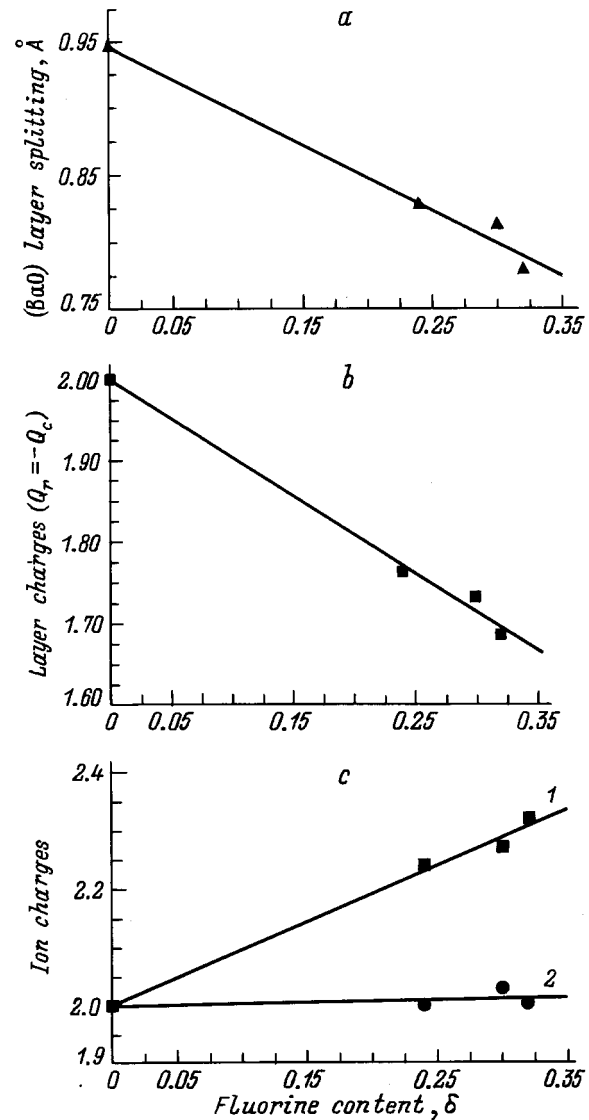 a
(BaO) layer splitting, Å
0.95
0.85
0.75
0 0.05 0.15 0.25 0.35
b
Layer charges (Qr = -Qc)
2.00
1.90
1.80
1.70
1.60
0 0.05 0.15 0.25 0.35
c
Ion charges
2.4
2.2
2.0
1.9
1
2
0 0.05 0.15 0.25 0.35
Fluorine content, δ